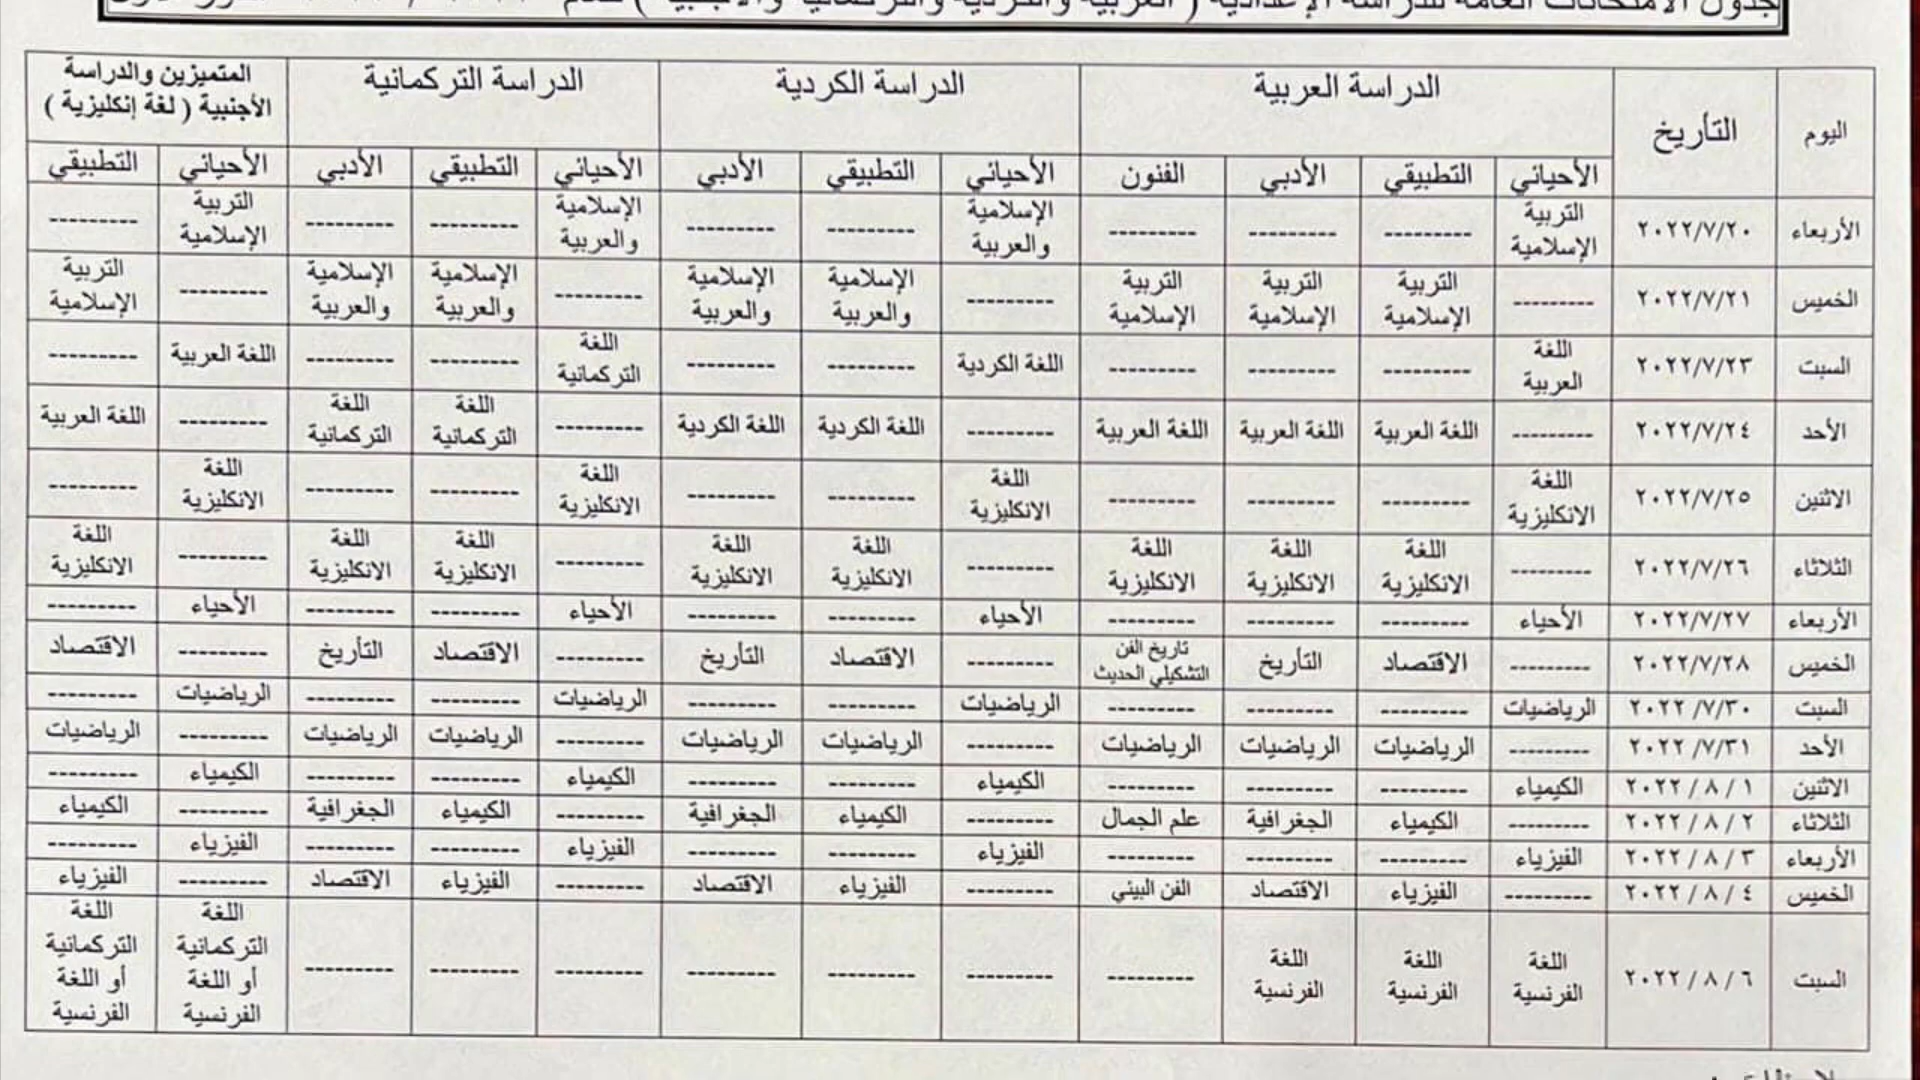 جدول الامتحانات العامة للدراسة الإعدادية ( العربية والكردية والتركمانية والأجنبية )
اليوم التأريخ الدراسة العربية الدراسة الكردية الدراسة التركمانية المتميزين والدراسة
الأجنبية ( لغة إنكليزية )
الأحيائي التطبيقي الأدبي الفنون الأحيائي التطبيقي الأدبي الأحيائي التطبيقي الأدبي الأحيائي التطبيقي
الأربعاء ٢٠٢٢/٧/٢٠ التربية الإسلامية --------- --------- --------- الإسلامية والعربية --------- --------- الإسلامية والعربية --------- --------- التربية الإسلامية ---------
الخميس ٢٠٢٢/٧/٢١ --------- التربية الإسلامية التربية الإسلامية التربية الإسلامية --------- الإسلامية والعربية الإسلامية والعربية --------- الإسلامية والعربية الإسلامية والعربية --------- التربية الإسلامية
السبت ٢٠٢٢/٧/٢٣ اللغة العربية --------- --------- --------- اللغة الكردية --------- --------- اللغة التركمانية --------- --------- اللغة العربية ---------
الأحد ٢٠٢٢/٧/٢٤ --------- اللغة العربية اللغة العربية اللغة العربية --------- اللغة الكردية اللغة الكردية --------- اللغة التركمانية اللغة التركمانية --------- اللغة العربية
الاثنين ٢٠٢٢/٧/٢٥ اللغة الانكليزية --------- --------- --------- اللغة الانكليزية --------- --------- اللغة الانكليزية --------- --------- اللغة الانكليزية ---------
الثلاثاء ٢٠٢٢/٧/٢٦ --------- اللغة الانكليزية اللغة الانكليزية اللغة الانكليزية --------- اللغة الانكليزية اللغة الانكليزية --------- اللغة الانكليزية اللغة الانكليزية --------- اللغة الانكليزية
الأربعاء ٢٠٢٢/٧/٢٧ الأحياء --------- --------- --------- الأحياء --------- --------- الأحياء --------- --------- الأحياء ---------
الخميس ٢٠٢٢/٧/٢٨ --------- الاقتصاد التأريخ تاريخ الفن التشكيلي الحديث --------- الاقتصاد التأريخ --------- الاقتصاد التأريخ --------- الاقتصاد
السبت ٢٠٢٢ /٧/٣٠ الرياضيات --------- --------- --------- الرياضيات --------- --------- الرياضيات --------- --------- الرياضيات ---------
الأحد ٢٠٢٢ /٧/٣١ --------- الرياضيات الرياضيات الرياضيات --------- الرياضيات الرياضيات --------- الرياضيات الرياضيات --------- الرياضيات
الاثنين ٢٠٢٢ / ٨ / ١ الكيمياء --------- --------- --------- الكيمياء --------- --------- الكيمياء --------- --------- الكيمياء ---------
الثلاثاء ٢٠٢٢ / ٨ / ٢ --------- الكيمياء الجغرافية علم الجمال --------- الكيمياء الجغرافية --------- الكيمياء الجغرافية --------- الكيمياء
الأربعاء ٢٠٢٢ / ٨ / ٣ الفيزياء --------- --------- --------- الفيزياء --------- --------- الفيزياء --------- --------- الفيزياء ---------
الخميس ٢٠٢٢ / ٨ / ٤ --------- الفيزياء الاقتصاد الفن البيئي --------- الفيزياء الاقتصاد --------- الفيزياء الاقتصاد --------- الفيزياء
السبت ٢٠٢٢ / ٨ / ٦ اللغة الفرنسية اللغة الفرنسية اللغة الفرنسية --------- --------- --------- --------- --------- --------- --------- اللغة التركمانية أو اللغة الفرنسية اللغة التركمانية أو اللغة الفرنسية